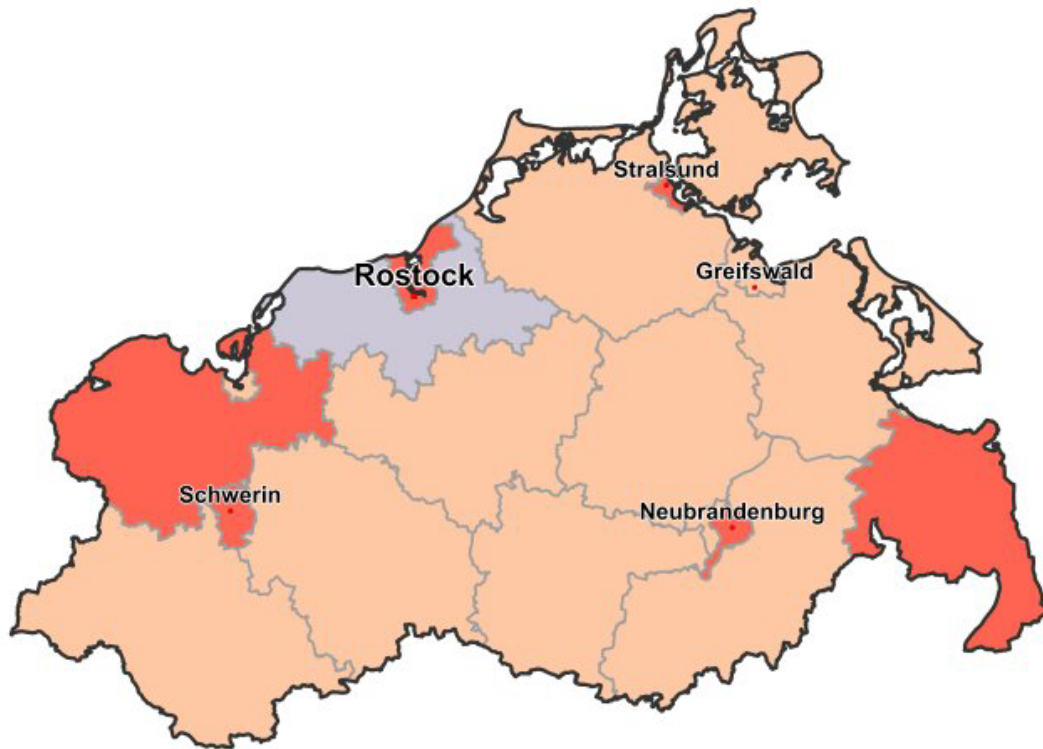 Stralsund
Greifswald
Rostock
Schwerin
Neubrandenburg